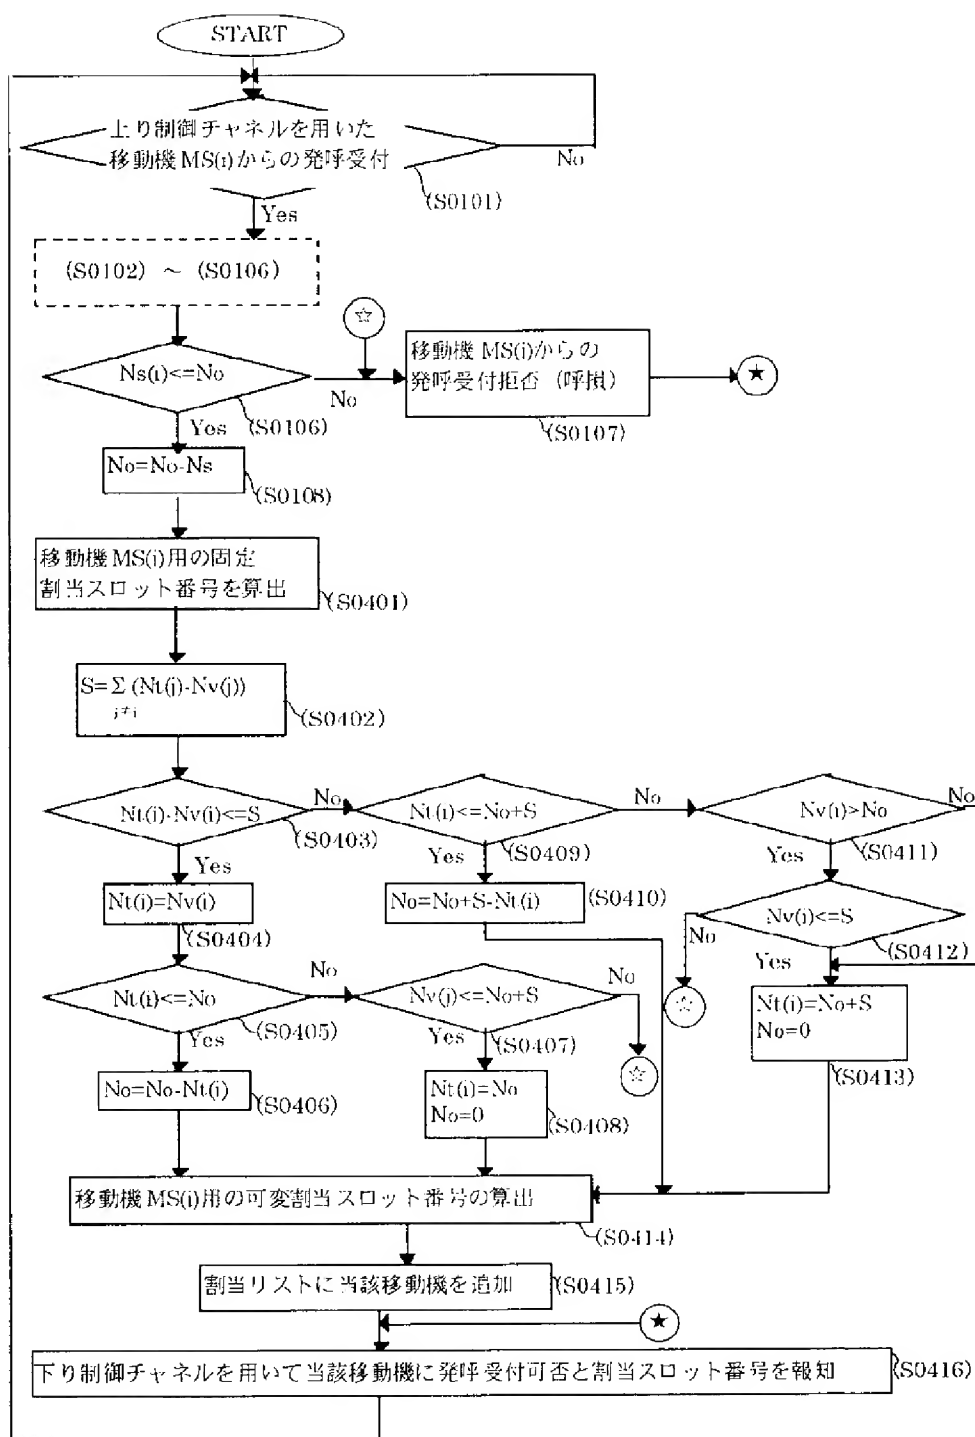 START
上り制御チャネルを用いた
移動機MS(i)からの発呼受付
No
(S0101)
Yes
(S0102) ～ (S0106)
☆
Ns(i)<=No
No
移動機 MS(i)からの
発呼受付拒否 (呼損)
★
Yes
(S0106)
(S0107)
No=No-Ns
(S0108)
移動機MS(i)用の固定
割当スロット番号を算出
(S0401)
S=Σ (Nt(j)-Nv(j))
j≠i
(S0402)
Nt(i)-Nv(i)<=S
No
Nt(i)<=No+S
No
Nv(i)>No
No
(S0403)
(S0409)
(S0411)
Yes
Yes
Yes
Nt(i)=Nv(i)
(S0404)
No=No+S-Nt(i)
(S0410)
Nv(i)<=S
No
(S0412)
Yes
☆
Nt(i)<=No
No
Nv(j)<=No+S
No
(S0405)
(S0407)
Yes
Yes
☆
Nt(i)=No+S
No=0
(S0413)
No=No-Nt(i)
(S0406)
Nt(i)=No
No=0
(S0408)
移動機MS(i)用の可変割当スロット番号の算出
(S0414)
割当リストに当該移動機を追加
(S0415)
★
下り制御チャネルを用いて当該移動機に発呼受付可否と割当スロット番号を報知
(S0416)